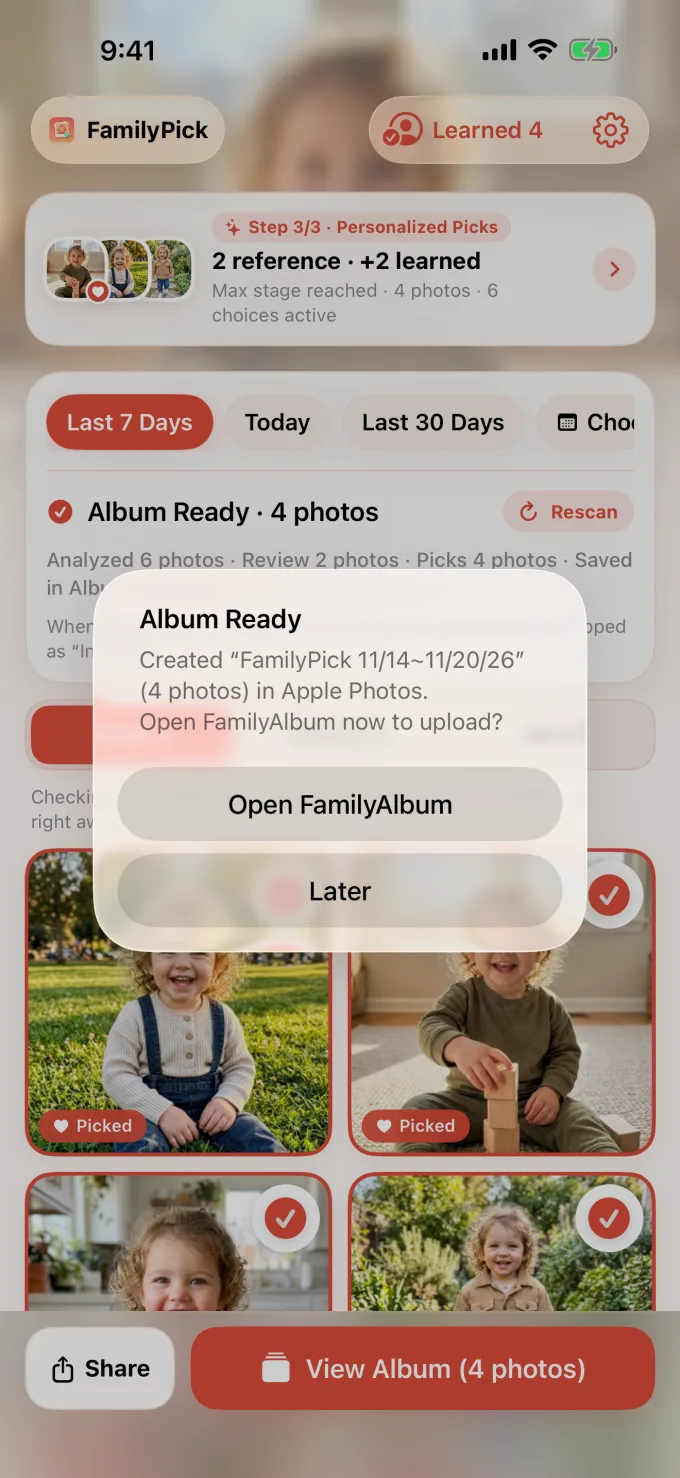 9:41
FamilyPick
Learned 4
Step 3/3 · Personalized Picks
2 reference · +2 learned
Max stage reached · 4 photos · 6
choices active
Last 7 Days
Today
Last 30 Days
Choo
Album Ready · 4 photos
Rescan
Analyzed 6 photos · Review 2 photos · Picks 4 photos · Saved
in Albu
When
as “In
Album Ready
Created “FamilyPick 11/14~11/20/26”
(4 photos) in Apple Photos.
Open FamilyAlbum now to upload?
Open FamilyAlbum
Later
right aw
Picked
Picked
Share
View Album (4 photos)